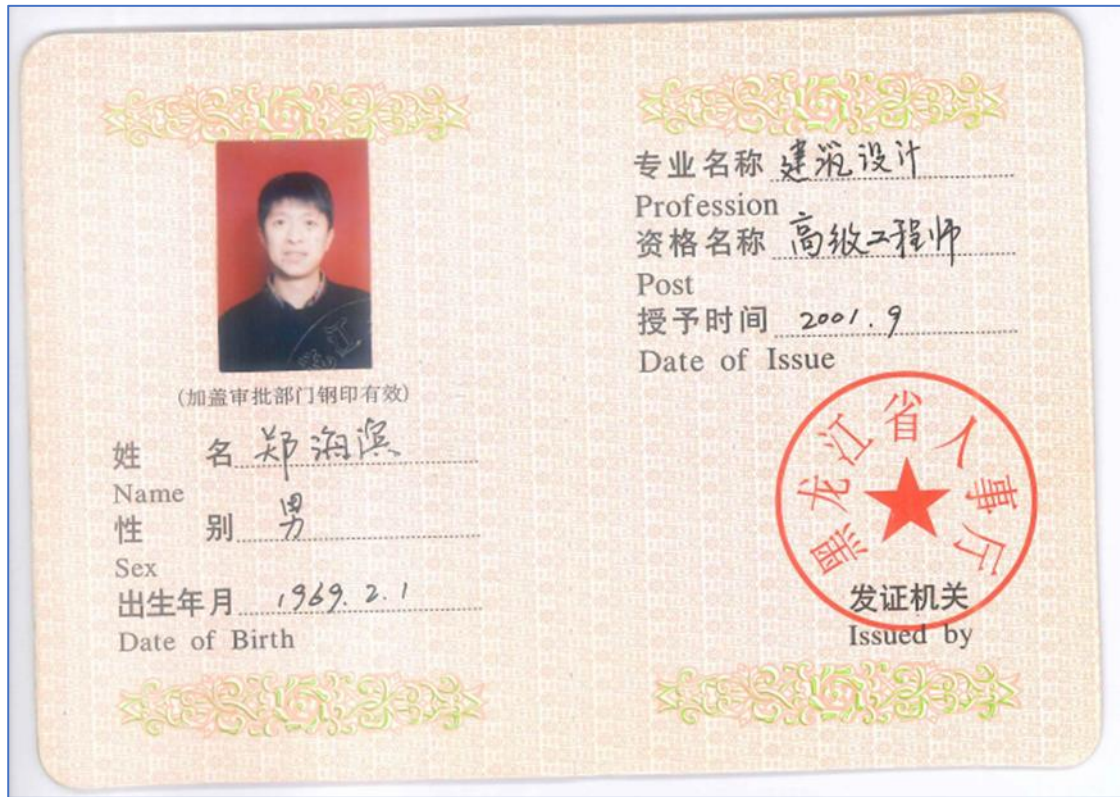 (加盖审批部门钢印有效)
姓 名 郑海滨
Name
性 别 男
Sex
出生年月 1969.2.1
Date of Birth
专业名称 建筑设计
Profession
资格名称 高级工程师
Post
授予时间 2001.9
Date of Issue
黑龙江省人事厅
发证机关
Issued by